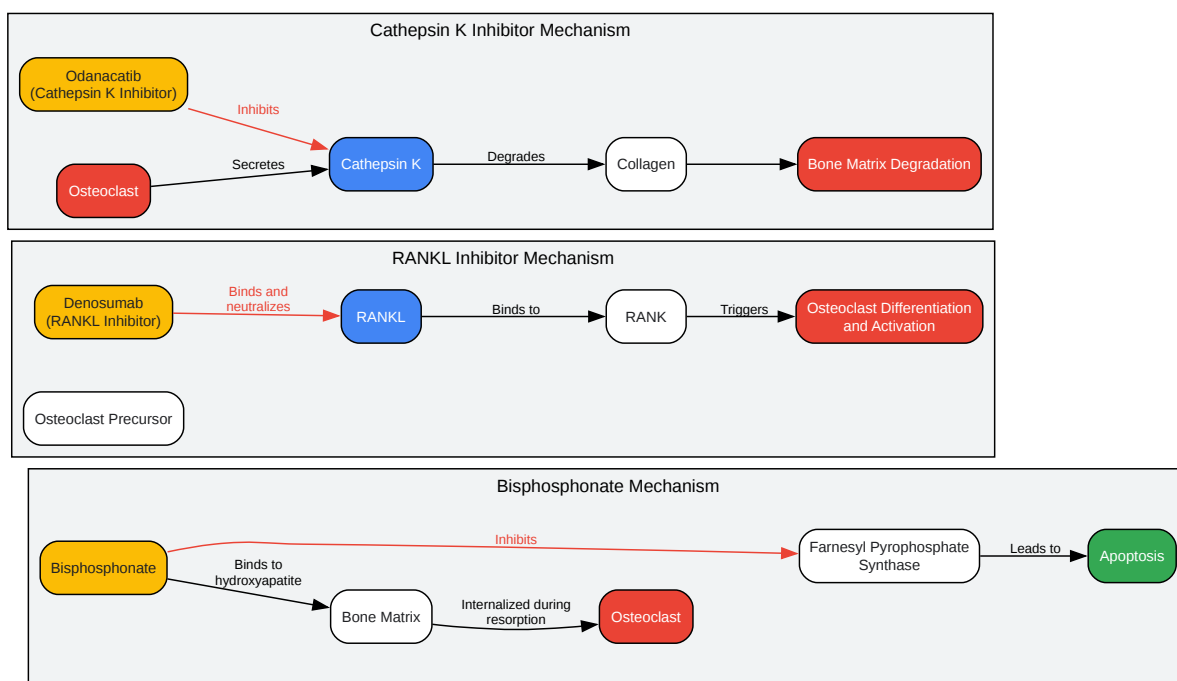 Cathepsin K Inhibitor Mechanism
Odanacatib
(Cathepsin K Inhibitor)
Inhibits
Osteoclast
Secretes
Cathepsin K
Degrades
Collagen
Bone Matrix Degradation
RANKL Inhibitor Mechanism
Denosumab
(RANKL Inhibitor)
Binds and
neutralizes
RANKL
Binds to
RANK
Triggers
Osteoclast Differentiation
and Activation
Osteoclast Precursor
Bisphosphonate Mechanism
Bisphosphonate
Inhibits
Farnesyl Pyrophosphate
Synthase
Leads to
Apoptosis
Binds to
hydroxyapatite
Bone Matrix
Internalized during
resorption
Osteoclast